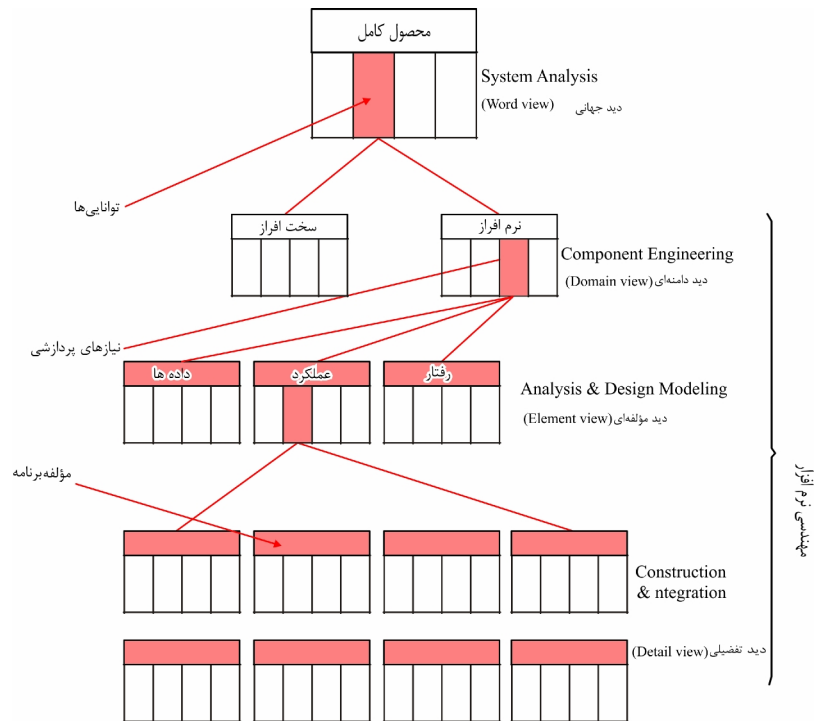 محصول کامل
System Analysis
(Word view) دید جهانی
توانایی‌ها
سخت افراز
نرم افراز
Component Engineering
(Domain view) دید دامنه‌ای
نیازهای پردازشی
داده ها
عملکرد
رفتار
Analysis & Design Modeling
(Element view) دید مؤلفه‌ای
مؤلفه‌برنامه
مهندسی نرم افزار
Construction
& ntegration
(Detail view) دید تفضیلی